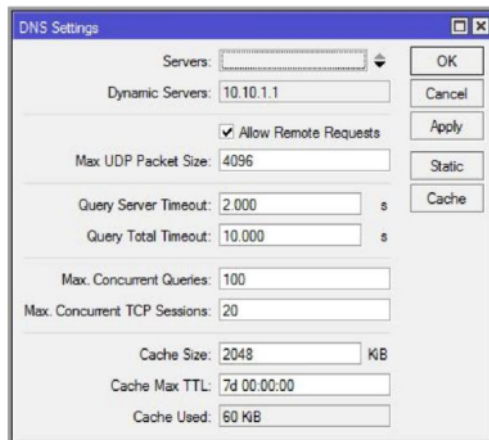 DNS Settings
Servers:
OK
Dynamic Servers: 10.10.1.1
Cancel
Allow Remote Requests
Apply
Max UDP Packet Size: 4096
Static
Query Server Timeout: 2.000 s
Cache
Query Total Timeout: 10.000 s
Max. Concurrent Queries: 100
Max. Concurrent TCP Sessions: 20
Cache Size: 2048 KiB
Cache Max TTL: 7d 00:00:00
Cache Used: 60 KiB